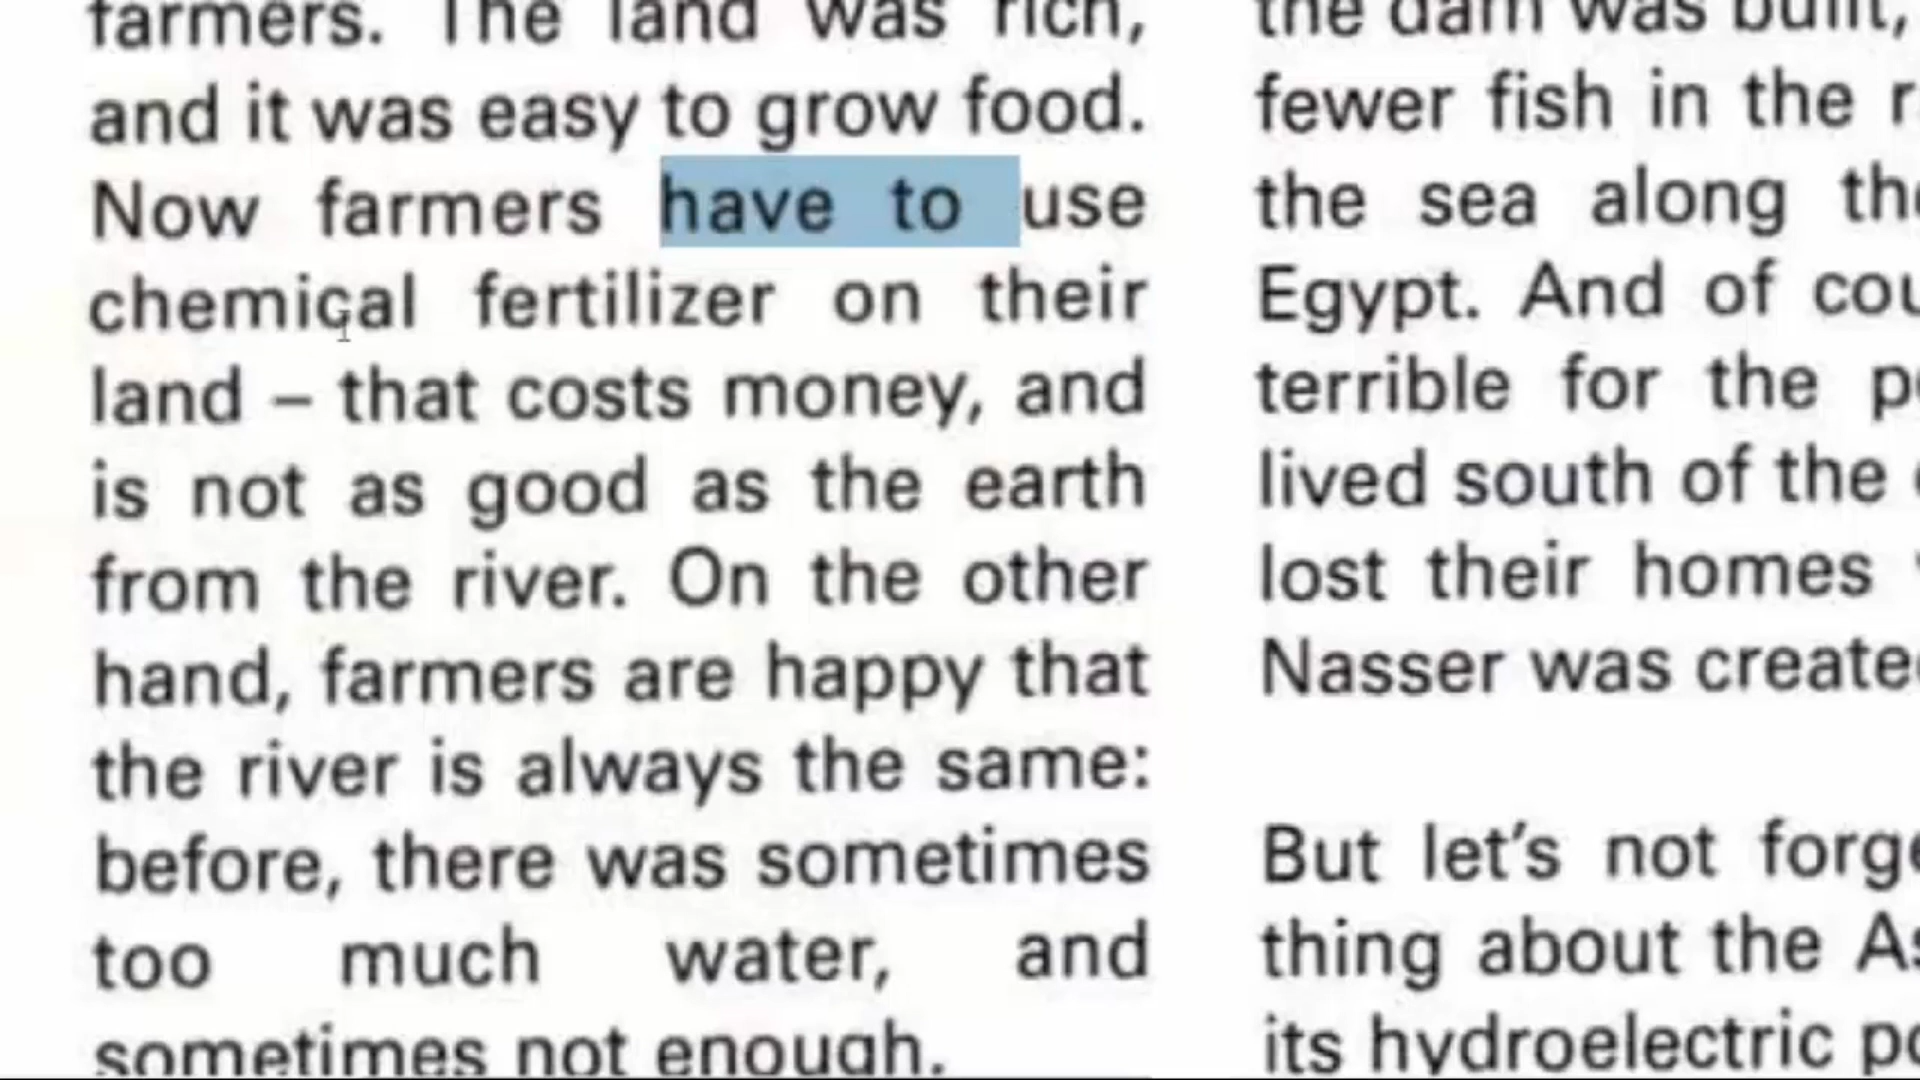 farmers. The land was rich,
and it was easy to grow food.
Now farmers have to use
chemical fertilizer on their
land – that costs money, and
is not as good as the earth
from the river. On the other
hand, farmers are happy that
the river is always the same:
before, there was sometimes
too much water, and
sometimes not enough.
the dam was built,
fewer fish in the
the sea along
Egypt. And of
terrible for the
lived south of the
lost their homes
Nasser was
But let's not
thing about the
its hydroelectric